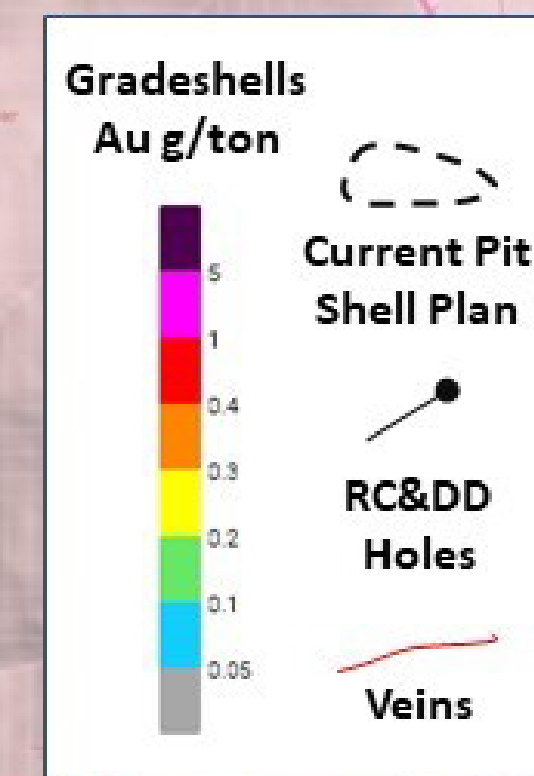 Gradeshells
Au g/ton
5
1
0.4
0.3
0.2
0.1
0.05
Current Pit
Shell Plan
RC&DD
Holes
Veins